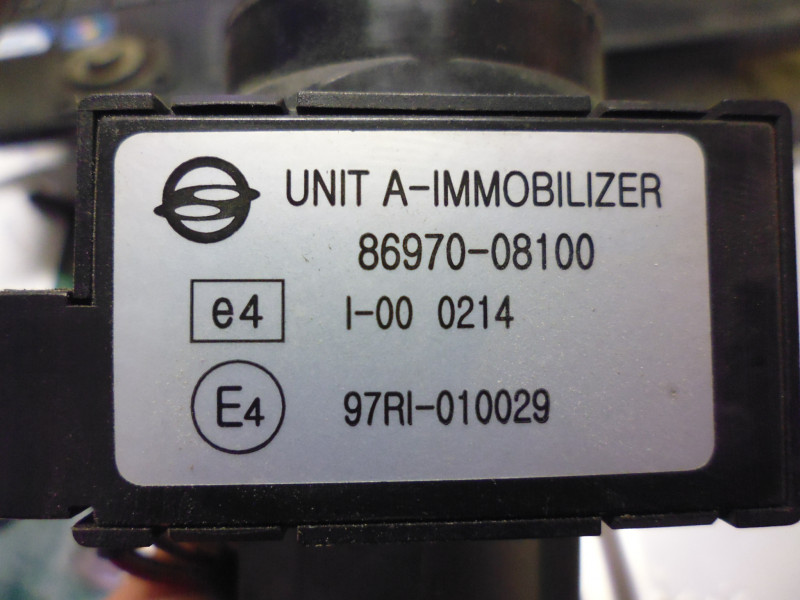 UNIT A-IMMOBILIZER
86970-08100
e4 I-00 0214
E4 97RI-010029